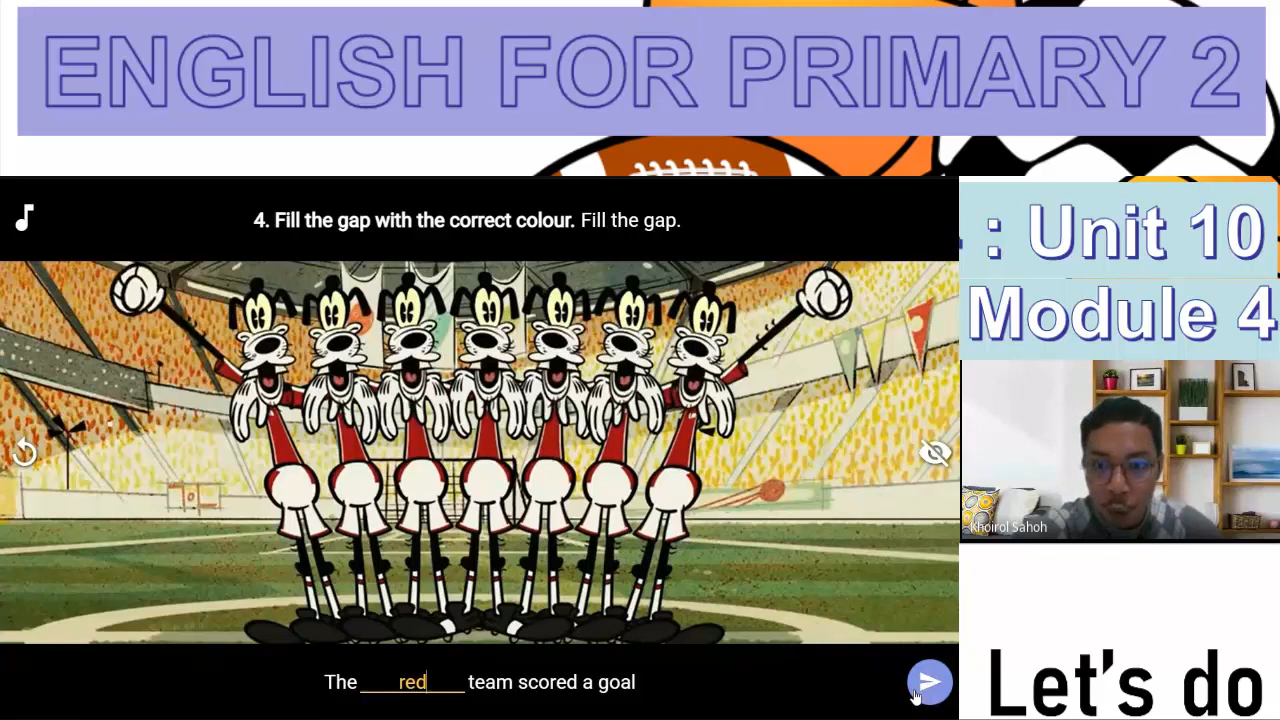 ENGLISH FOR PRIMARY 2
4. Fill the gap with the correct colour. Fill the gap.
: Unit 10
Module 4
Khoirol Sahoh
The red team scored a goal
Let's do